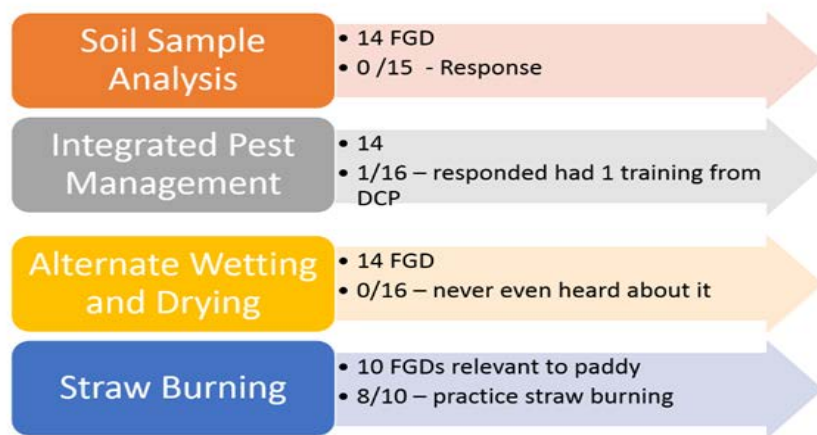 Soil Sample
Analysis
• 14 FGD
• 0 /15  - Response
Integrated Pest
Management
• 14
• 1/16 – responded had 1 training from
DCP
Alternate Wetting
and Drying
• 14 FGD
• 0/16 – never even heard about it
Straw Burning
• 10 FGDs relevant to paddy
• 8/10 – practice straw burning